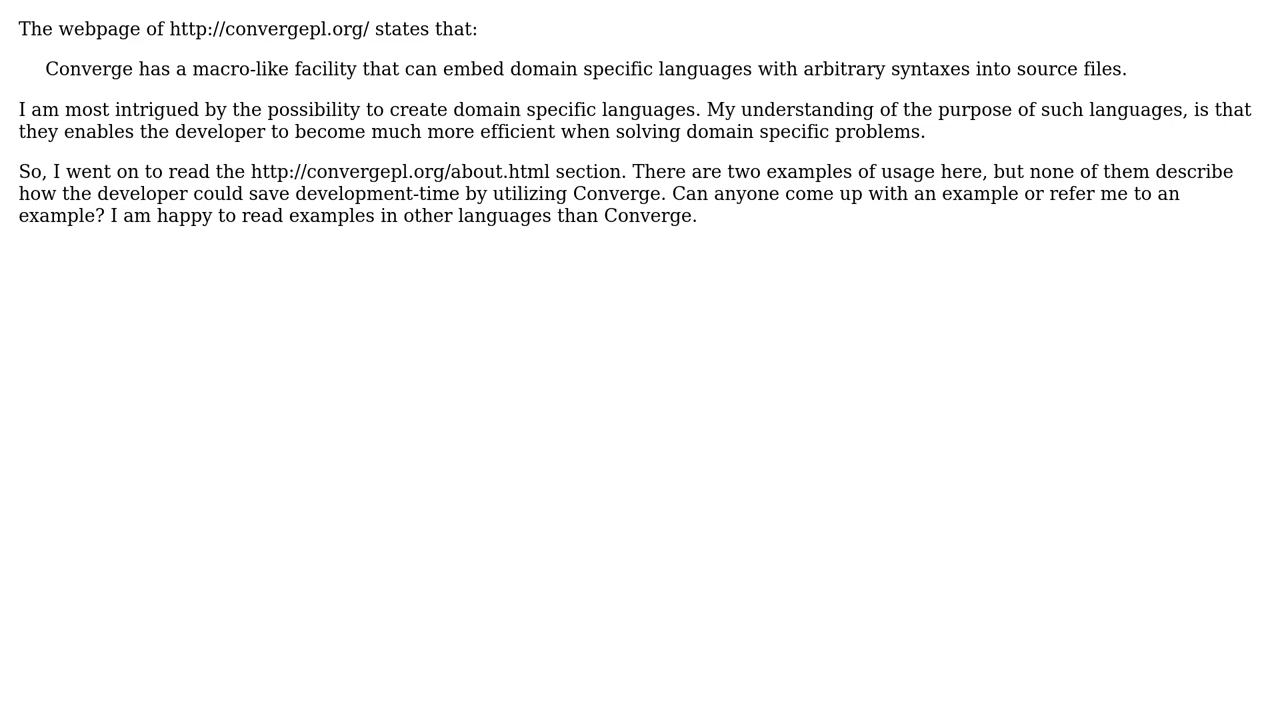 The webpage of http://convergepl.org/ states that:
Converge has a macro-like facility that can embed domain specific languages with arbitrary syntaxes into source files.
I am most intrigued by the possibility to create domain specific languages. My understanding of the purpose of such languages, is that
they enables the developer to become much more efficient when solving domain specific problems.
So, I went on to read the http://convergepl.org/about.html section. There are two examples of usage here, but none of them describe
how the developer could save development-time by utilizing Converge. Can anyone come up with an example or refer me to an
example? I am happy to read examples in other languages than Converge.